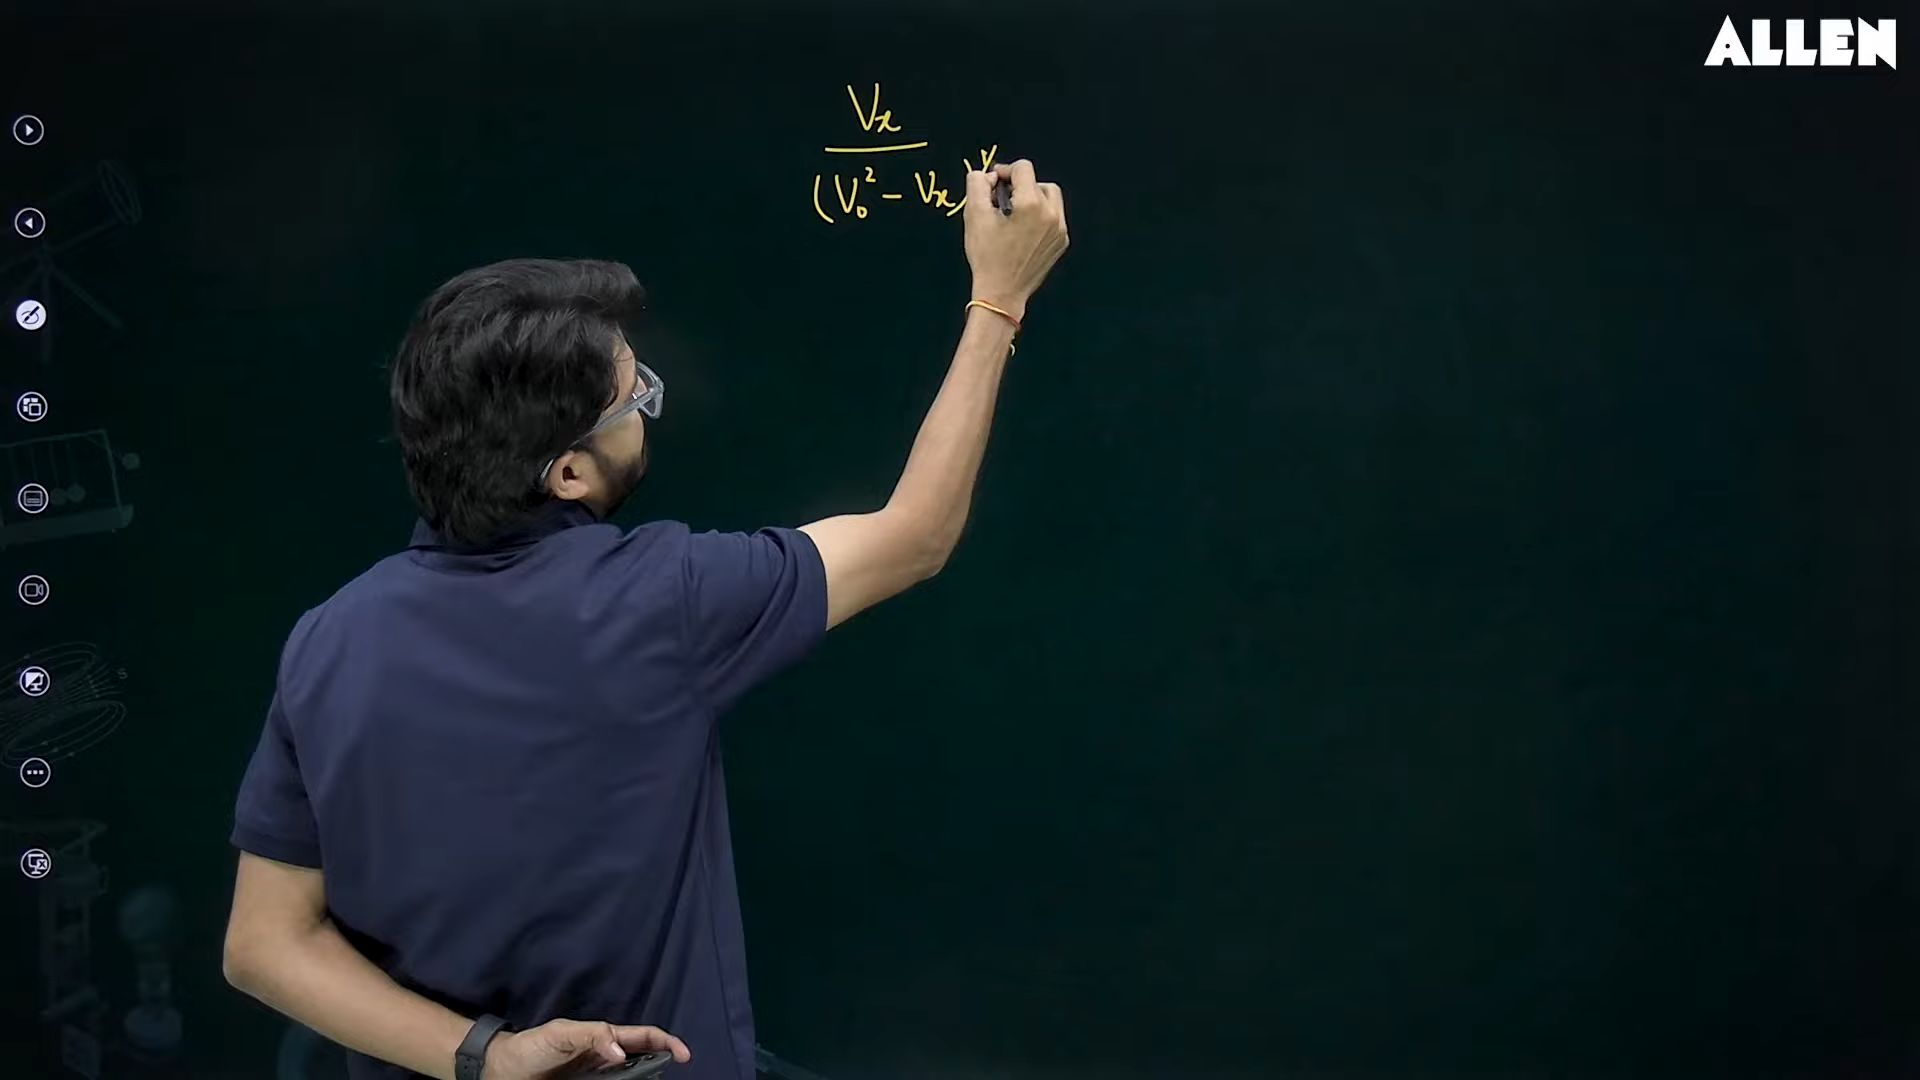 ALLEN
Vx
(V₀² - Vx)